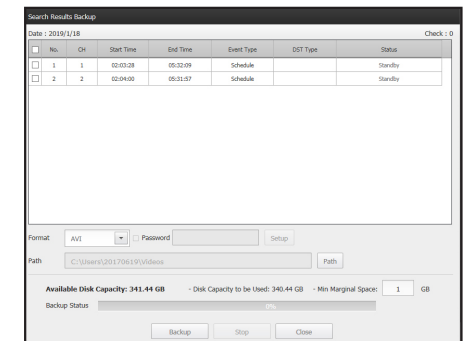 Search Results Backup
Date : 2019/1/18 Check : 0
No. CH Start Time End Time Event Type DST Type Status
1 1 02:03:28 05:32:09 Schedule Standby
2 2 02:04:00 05:31:57 Schedule Standby
Format AVI Password Setup
Path C:\Users\20170619\Videos Path
Available Disk Capacity: 341.44 GB - Disk Capacity to be Used: 340.44 GB - Min Marginal Space: 1 GB
Backup Status 0%
Backup Stop Close